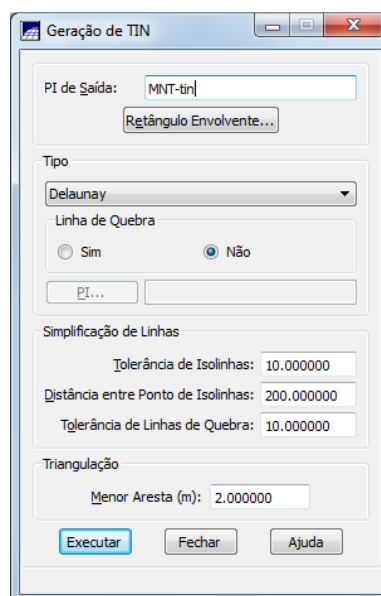 Geração de TIN
PI de Saída: MNT-tin
Retângulo Envolvente...
Tipo
Delaunay
Linha de Quebra
Sim Não
PI...
Simplificação de Linhas
Tolerância de Isolinhas: 10.000000
Distância entre Ponto de Isolinhas: 200.000000
Tolerância de Linhas de Quebra: 10.000000
Triangulação
Menor Aresta (m): 2.000000
Executar Fechar Ajuda